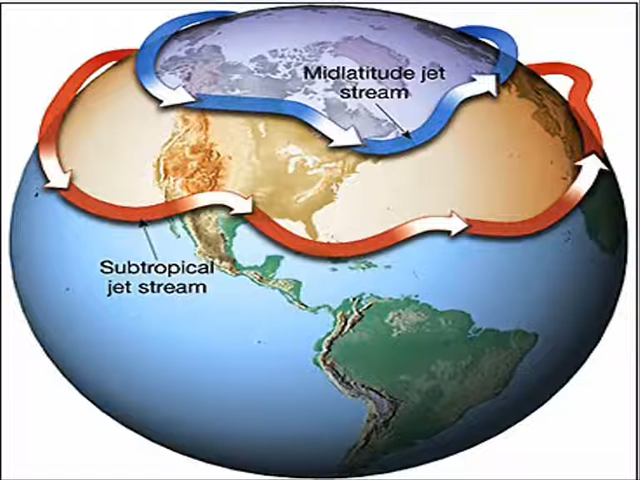 Midlatitude jet
stream
Subtropical
jet stream